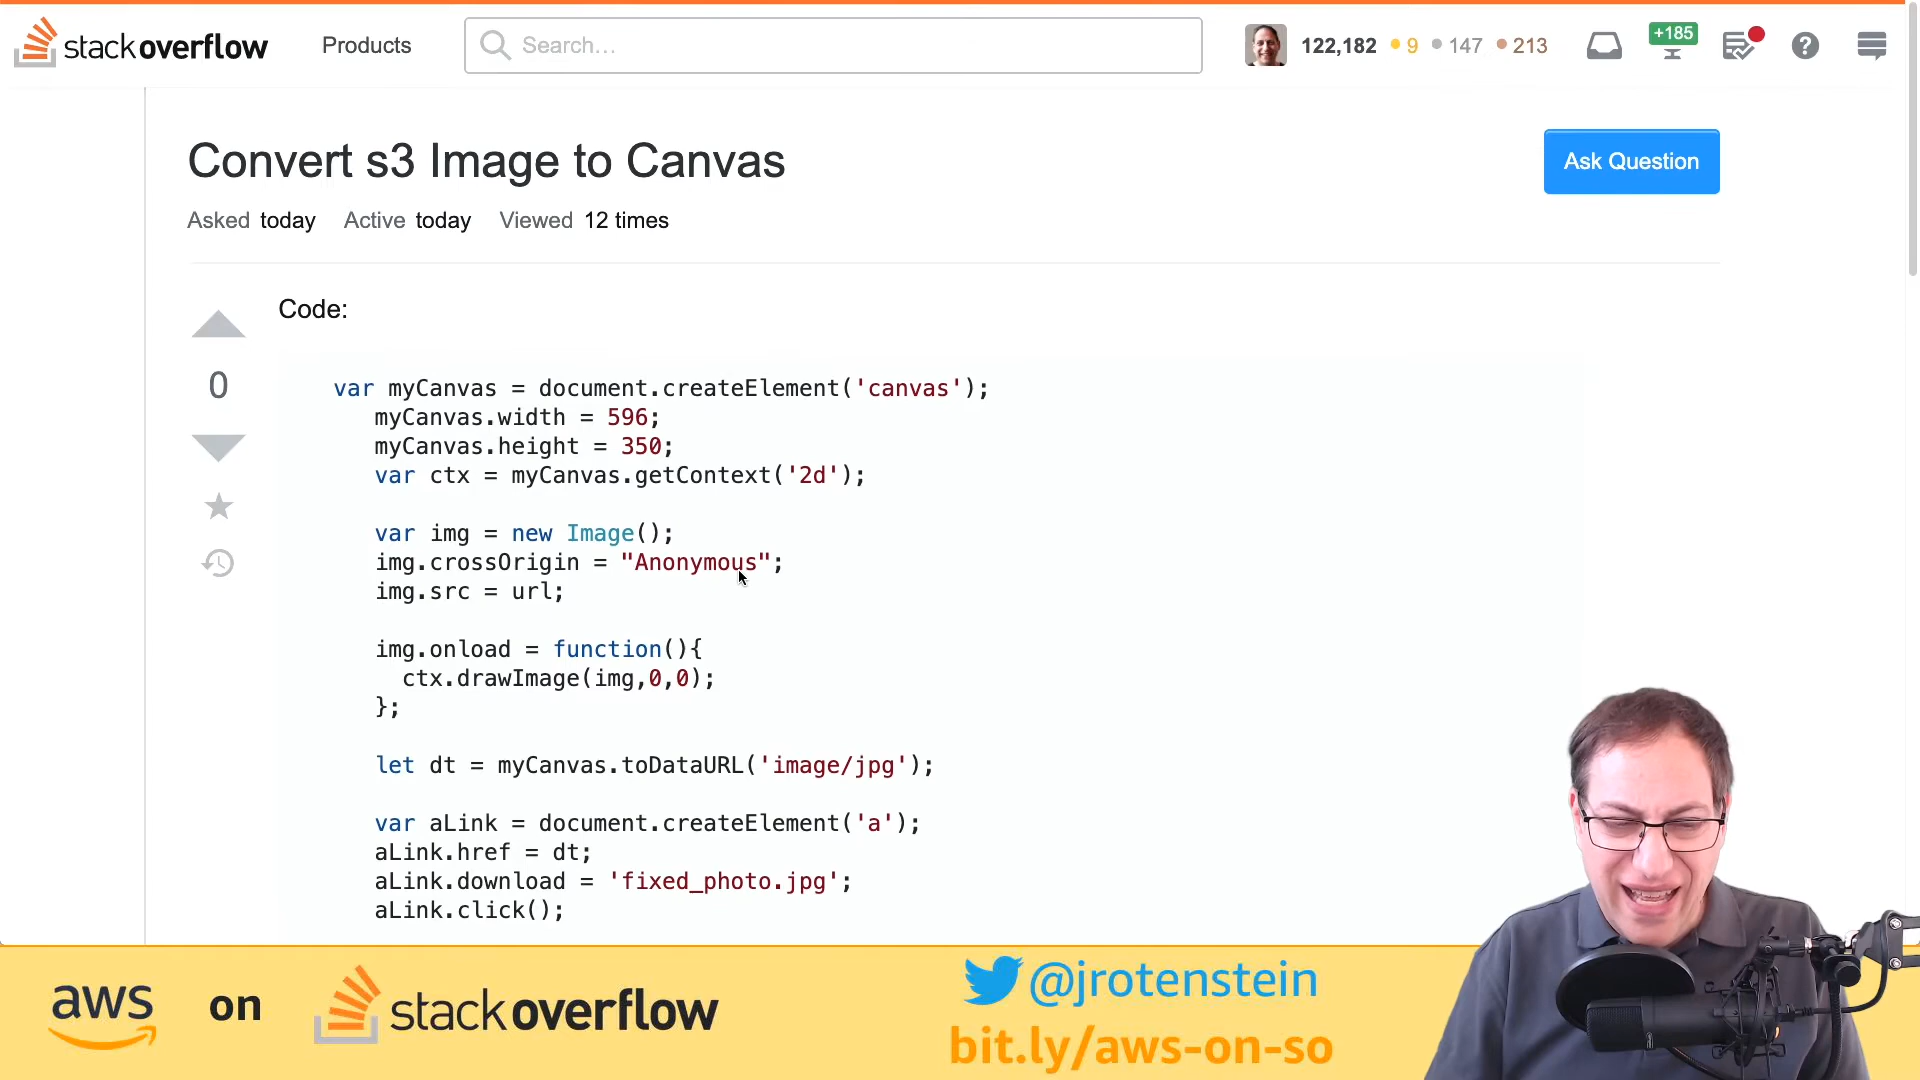 stackoverflow
Products
Search...
122,182
9
147
213
+185
?
Convert s3 Image to Canvas
Ask Question
Asked today Active today Viewed 12 times
0
Code:
var myCanvas = document.createElement('canvas');
myCanvas.width = 596;
myCanvas.height = 350;
var ctx = myCanvas.getContext('2d');
var img = new Image();
img.crossOrigin = "Anonymous";
img.src = url;
img.onload = function(){
ctx.drawImage(img,0,0);
};
let dt = myCanvas.toDataURL('image/jpg');
var aLink = document.createElement('a');
aLink.href = dt;
aLink.download = 'fixed_photo.jpg';
aLink.click();
aws on stackoverflow
@jrotenstein
bit.ly/aws-on-so